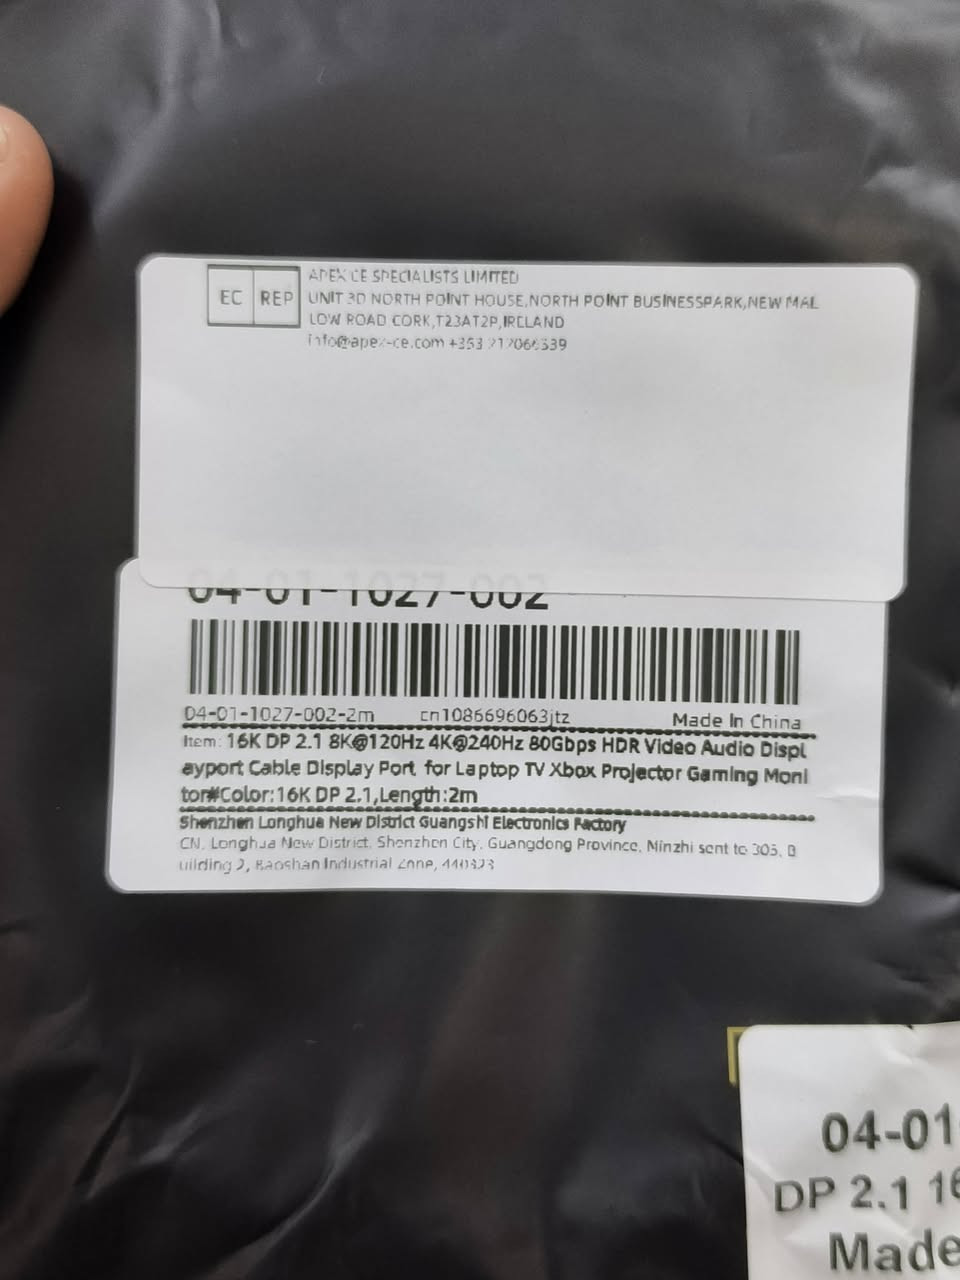 EC REP
APEX CE SPECIALISTS LIMITED
UNIT 3D NORTH POINT HOUSE,NORTH POINT BUSINESSPARK,NEW MAL
LOW ROAD CORK,T23AT2P,IRELAND
info@apex-ce.com +353 212066339
04-01-1027-002
04-01-1027-002-2m cn1086696063jtz Made In China
Item: 16K DP 2.1 8K@120Hz 4K@240Hz 80Gbps HDR Video Audio Displ
ayport Cable Display Port for Laptop TV Xbox Projector Gaming Moni
tor#Color:16K DP 2.1,Length:2m
Shenzhen Longhua New District Guangshi Electronics Factory
CN, Longhua New District, Shenzhen City, Guangdong Province, Minzhi sent to 305, B
uilding 2, Baoshan Industrial Zone, 440323
04-01
DP 2.1 16
Made